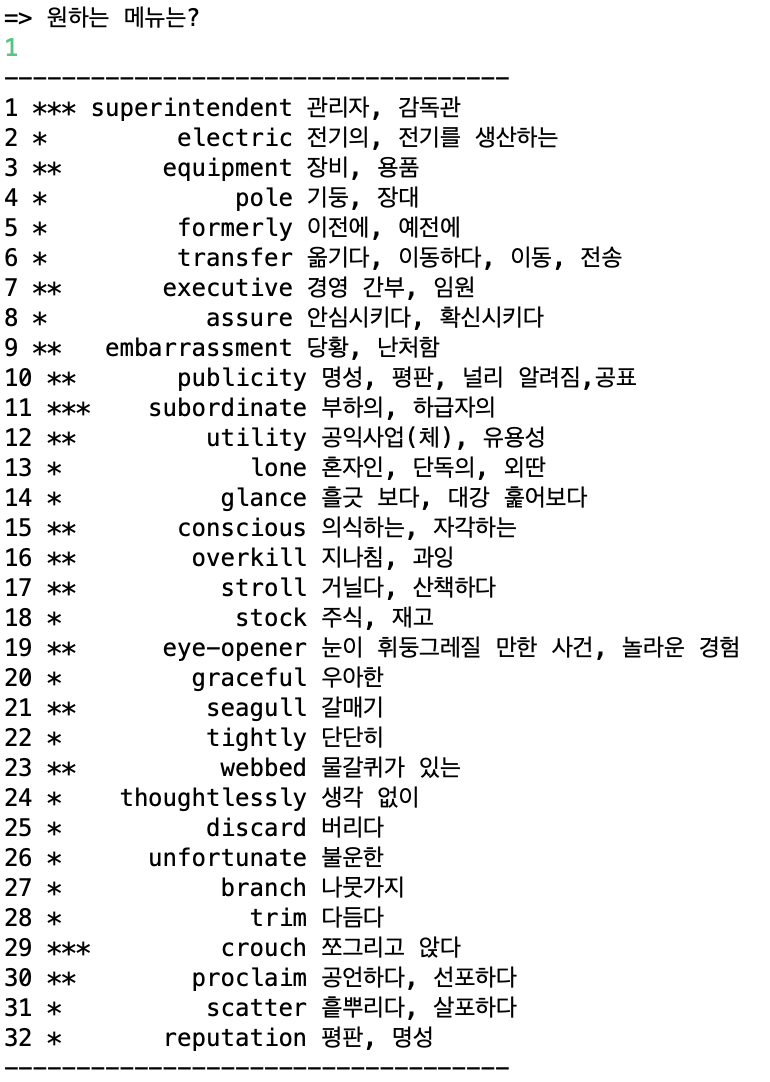 => 원하는 메뉴는?
1
-----------------------------------
1 *** superintendent 관리자, 감독관
2 * electric 전기의, 전기를 생산하는
3 ** equipment 장비, 용품
4 * pole 기둥, 장대
5 * formerly 이전에, 예전에
6 * transfer 옮기다, 이동하다, 이동, 전송
7 ** executive 경영 간부, 임원
8 * assure 안심시키다, 확신시키다
9 ** embarrassment 당황, 난처함
10 ** publicity 명성, 평판, 널리 알려짐,공표
11 *** subordinate 부하의, 하급자의
12 ** utility 공익사업(체), 유용성
13 * lone 혼자인, 단독의, 외딴
14 * glance 흘긋 보다, 대강 훑어보다
15 ** conscious 의식하는, 자각하는
16 ** overkill 지나침, 과잉
17 ** stroll 거닐다, 산책하다
18 * stock 주식, 재고
19 ** eye-opener 눈이 휘둥그레질 만한 사건, 놀라운 경험
20 * graceful 우아한
21 ** seagull 갈매기
22 * tightly 단단히
23 ** webbed 물갈퀴가 있는
24 * thoughtlessly 생각 없이
25 * discard 버리다
26 * unfortunate 불운한
27 * branch 나뭇가지
28 * trim 다듬다
29 *** crouch 쪼그리고 앉다
30 ** proclaim 공언하다, 선포하다
31 * scatter 흩뿌리다, 살포하다
32 * reputation 평판, 명성
-----------------------------------